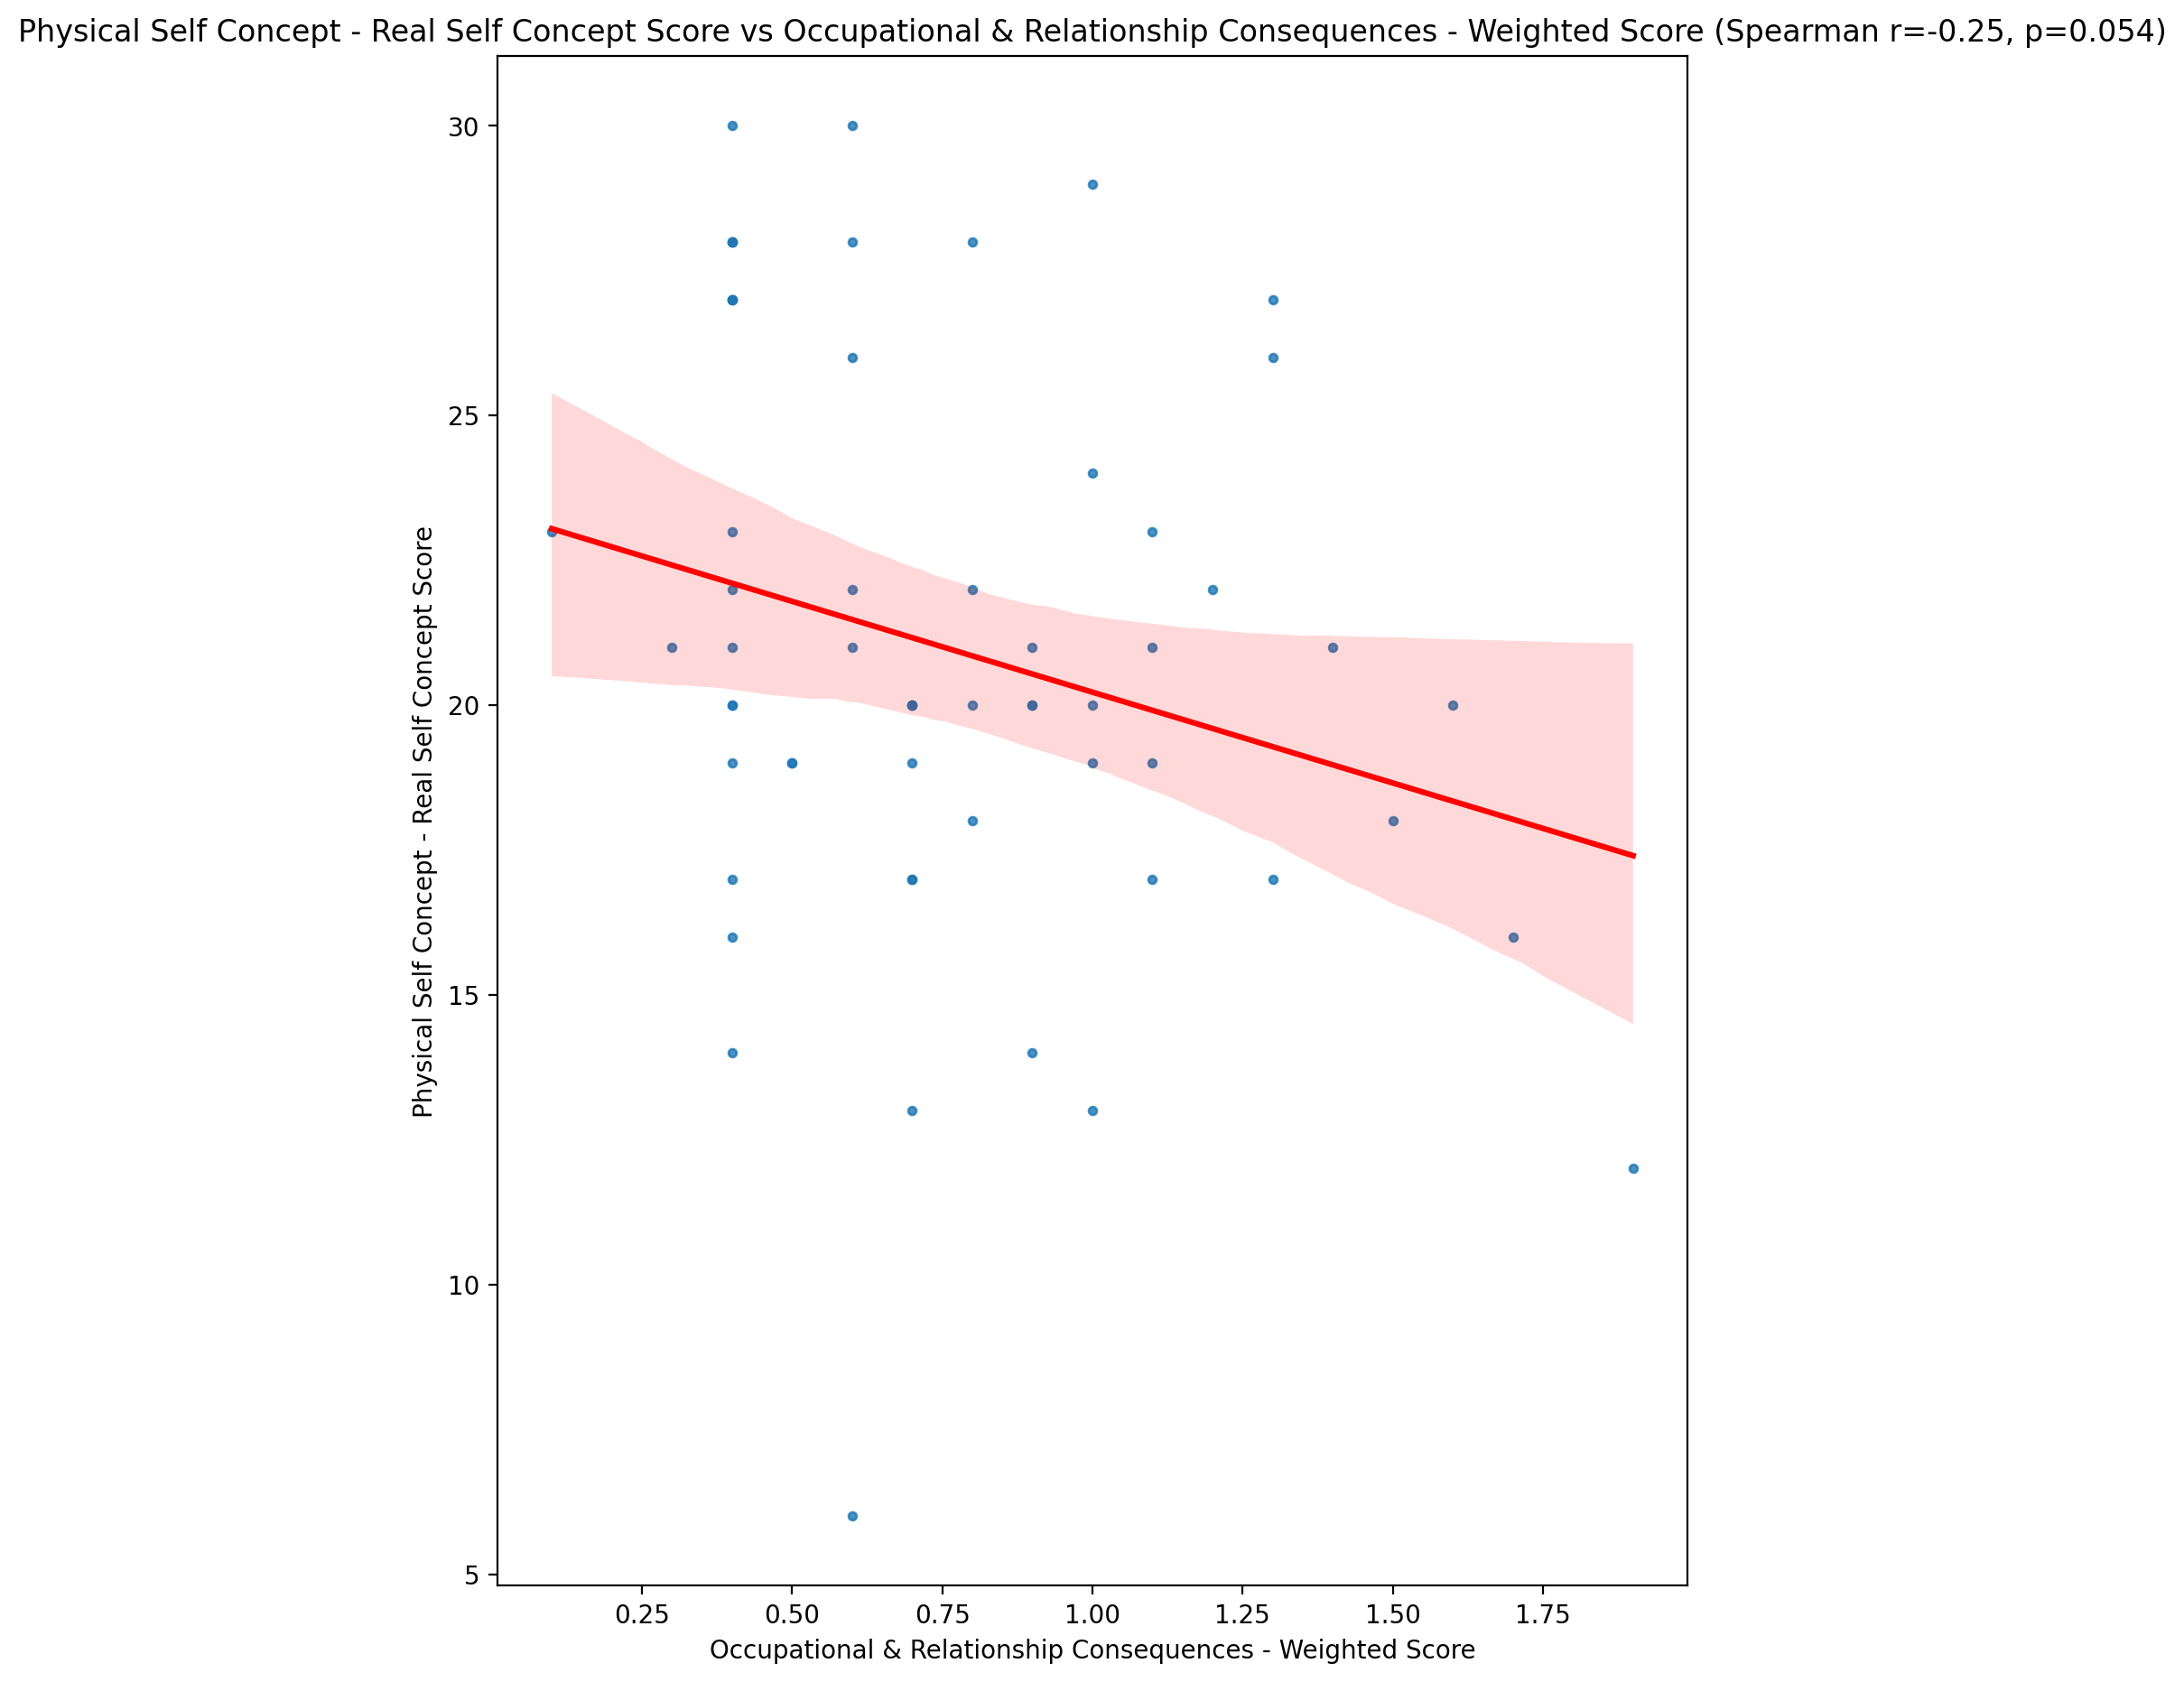 Physical Self Concept - Real Self Concept Score vs Occupational & Relationship Consequences - Weighted Score (Spearman r=-0.25, p=0.054)
Physical Self Concept - Real Self Concept Score
30
25
20
15
10
5
0.25 0.50 0.75 1.00 1.25 1.50 1.75
Occupational & Relationship Consequences - Weighted Score